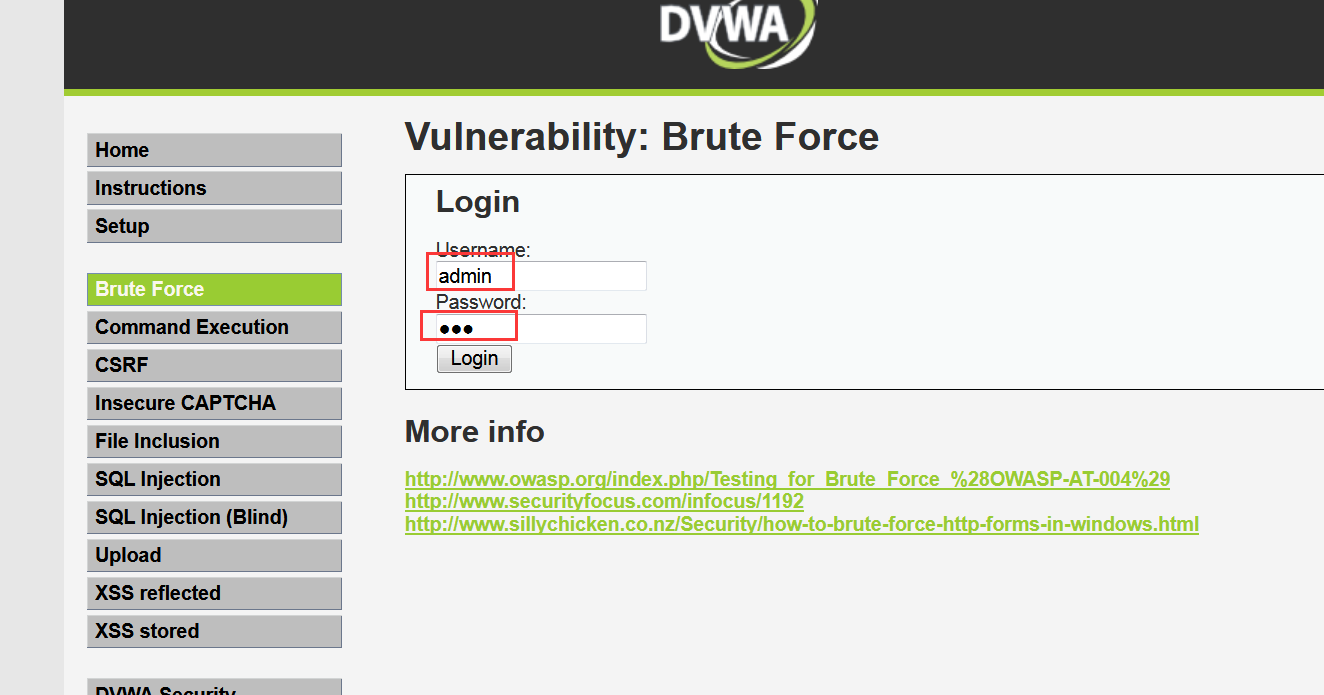 DVWA
Home
Instructions
Setup
Brute Force
Command Execution
CSRF
Insecure CAPTCHA
File Inclusion
SQL Injection
SQL Injection (Blind)
Upload
XSS reflected
XSS stored
DVWA Security
Vulnerability: Brute Force
Login
Username:
admin
Password:
●●●
Login
More info
http://www.owasp.org/index.php/Testing_for_Brute_Force_%28OWASP-AT-004%29
http://www.securityfocus.com/infocus/1192
http://www.sillychicken.co.nz/Security/how-to-brute-force-http-forms-in-windows.html